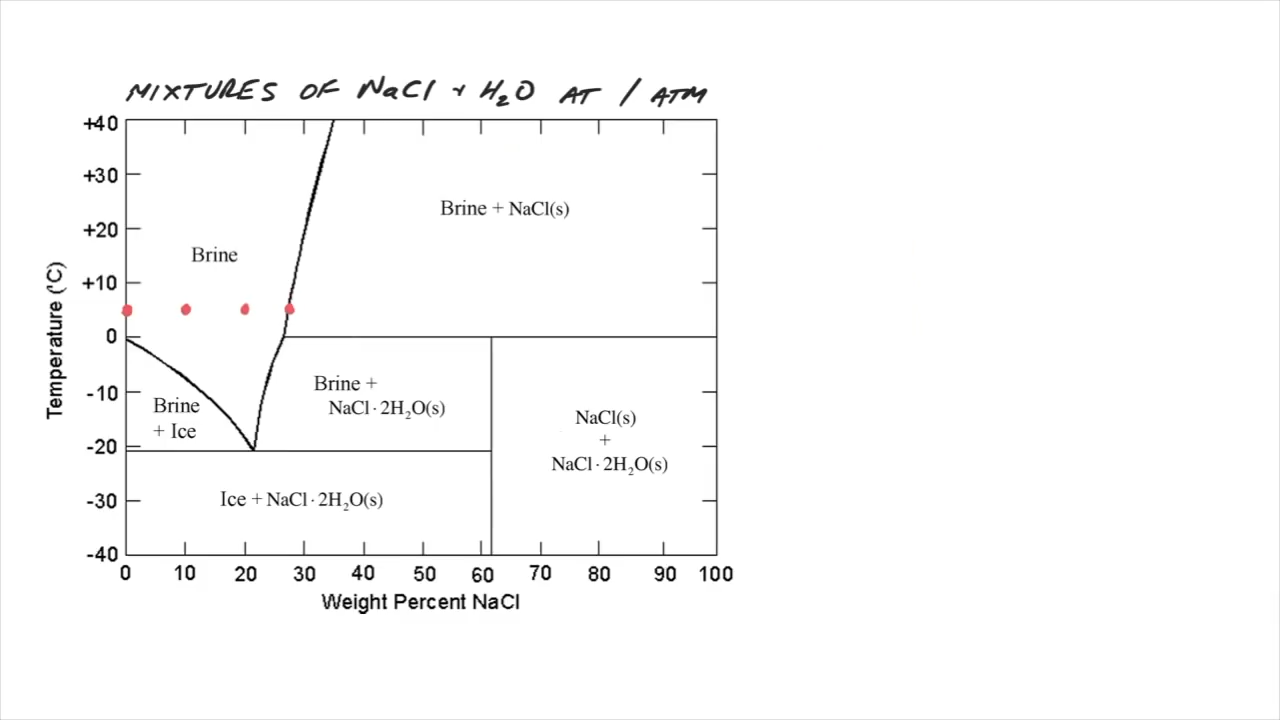 MIXTURES OF NaCl + H₂O AT 1 ATM
+40
+30
+20
+10
0
-10
-20
-30
-40
Temperature (°C)
Brine
Brine + NaCl(s)
Brine +
NaCl · 2H₂O(s)
Brine
+ Ice
NaCl(s)
+
NaCl · 2H₂O(s)
Ice + NaCl · 2H₂O(s)
0 10 20 30 40 50 60 70 80 90 100
Weight Percent NaCl